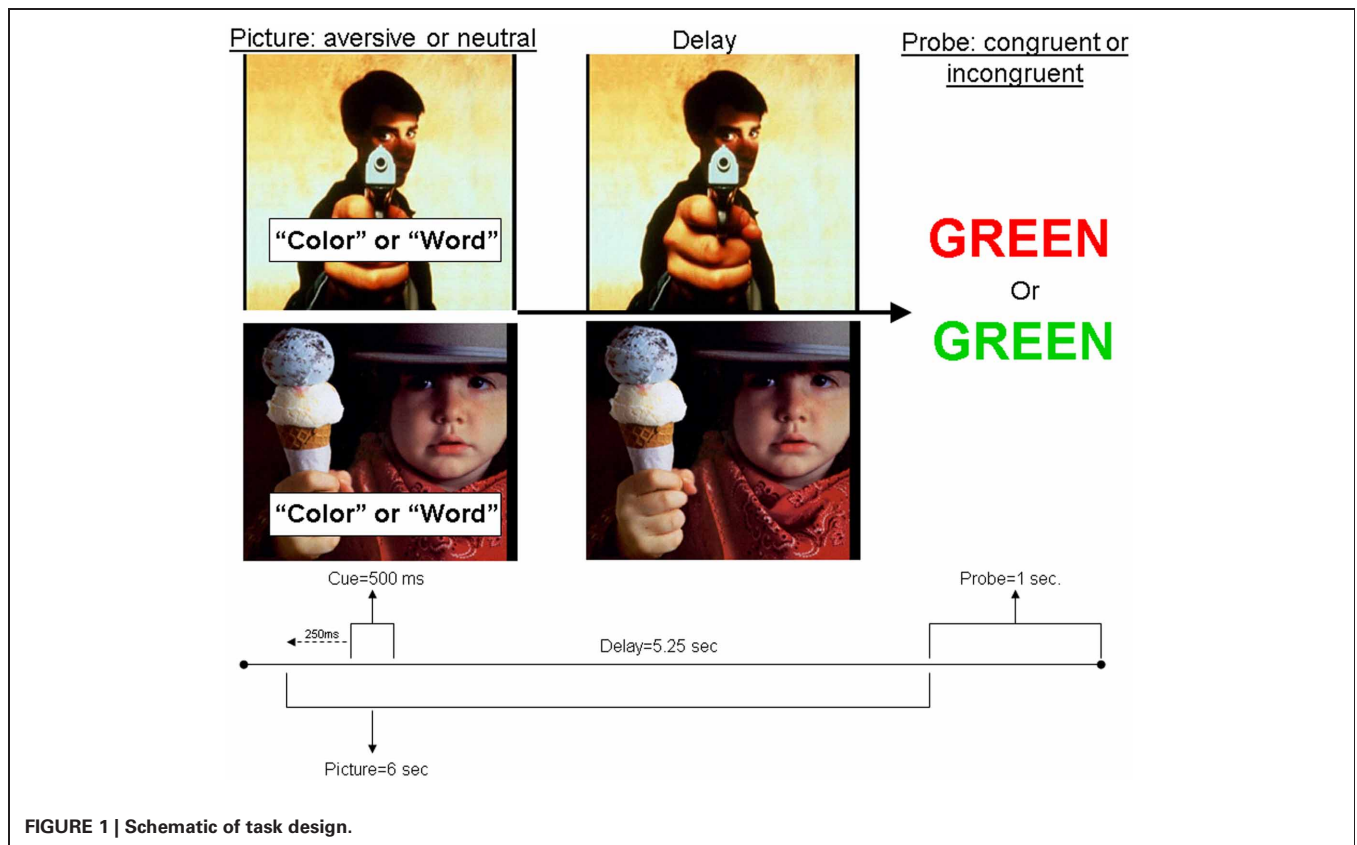 Picture: aversive or neutral
Delay
Probe: congruent or
incongruent
“Color” or “Word”
GREEN
Or
GREEN
“Color” or “Word”
Cue=500 ms
Probe=1 sec.
250ms
Delay=5.25 sec
Picture=6 sec
FIGURE 1 | Schematic of task design.